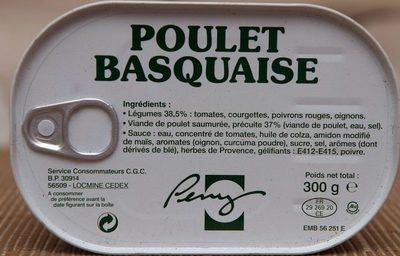 POULET
BASQUAISE
Ingrédients :
• Légumes 38,5% : tomates, courgettes, poivrons rouges, oignons.
• Viande de poulet saumurée, précuite 37% (viande de poulet, eau, sel).
• Sauce : eau, concentré de tomates, huile de colza, amidon modifié
de maïs, aromates (oignon, curcuma poudre), sucre, sel, arômes (dont
dérivés de blé), herbes de Provence, gélifiants : E412-E415, poivre.
Service Consommateurs C.G.C.
B.P. 30914
56509 - LOCMINE CEDEX
A consommer
de préférence avant la
date figurant sur la boîte
Peny
Poids net total :
300 g e
FR
29 269 20
CE
EMB 56 251 E